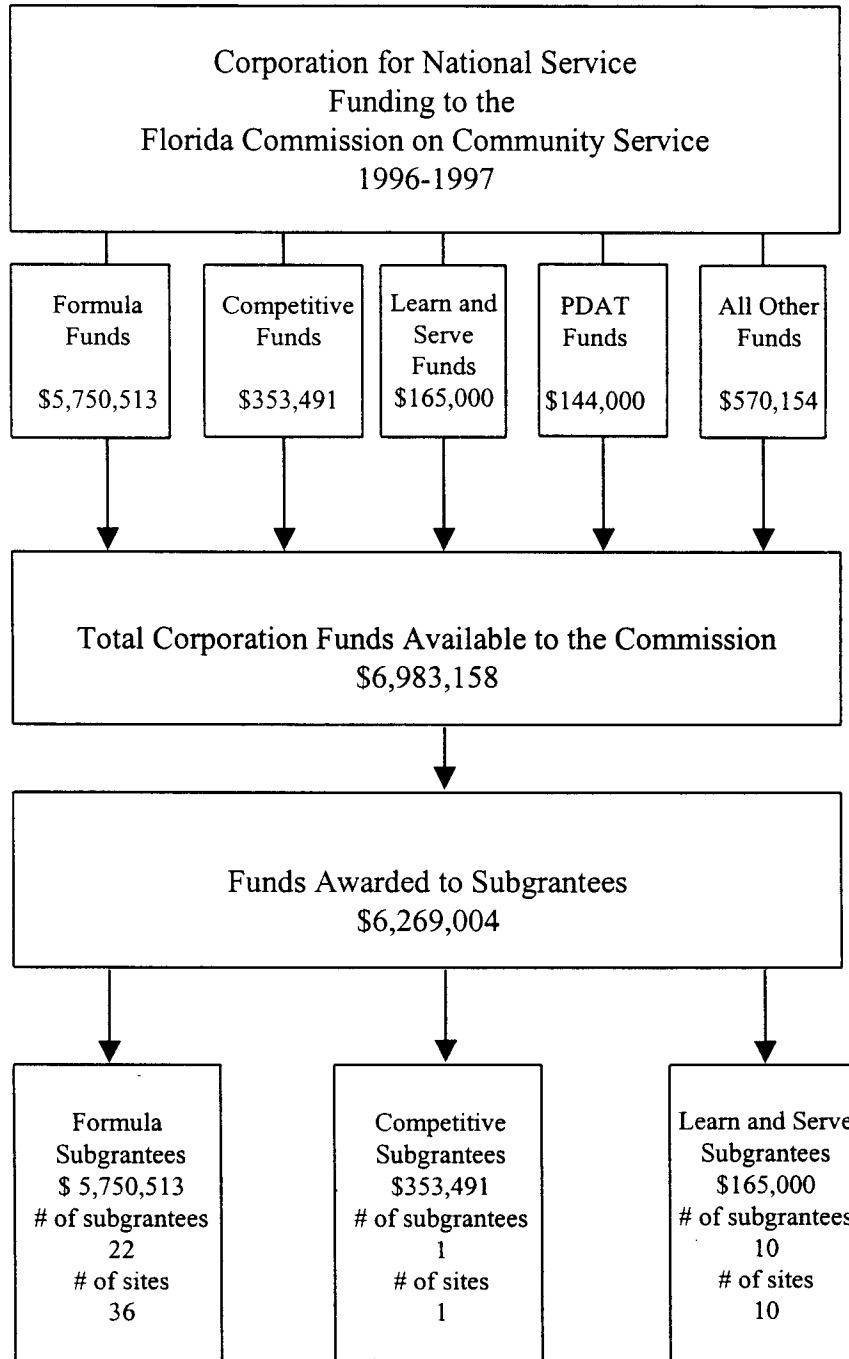 Corporation for National Service
Funding to the
Florida Commission on Community Service
1996-1997
Formula
Funds
$5,750,513
Competitive
Funds
$353,491
Learn and
Serve
Funds
$165,000
PDAT
Funds
$144,000
All Other
Funds
$570,154
Total Corporation Funds Available to the Commission
$6,983,158
Funds Awarded to Subgrantees
$6,269,004
Formula
Subgrantees
$ 5,750,513
# of subgrantees
22
# of sites
36
Competitive
Subgrantees
$353,491
# of subgrantees
1
# of sites
1
Learn and Serve
Subgrantees
$165,000
# of subgrantees
10
# of sites
10